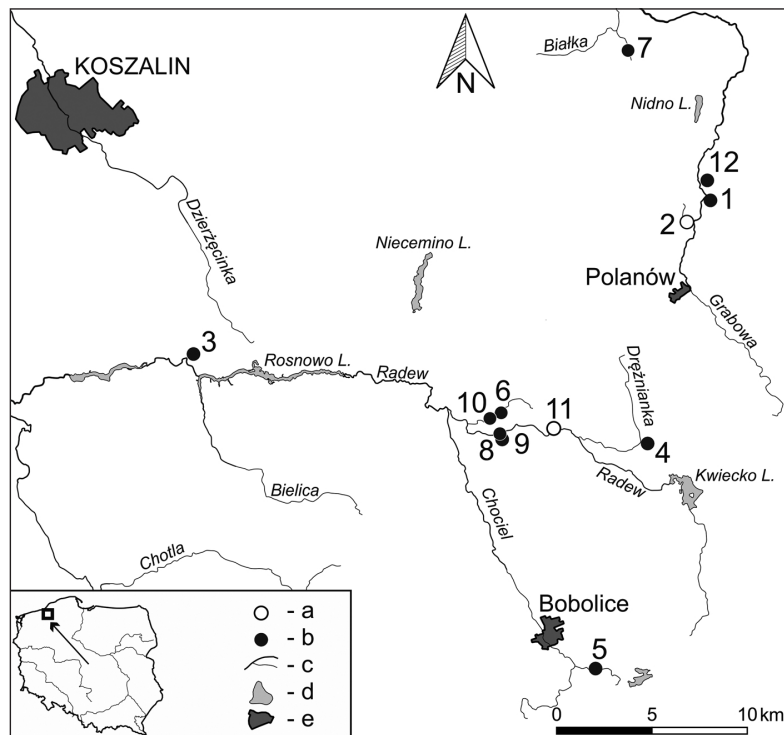 KOSZALIN
Białka
7
N
Nidno L.
12
1
2
Dzierżęcinka
Niecemino L.
Polanów
Grabowa
3
Rosnowo L.
Radew
Drężnianka
10
6
11
8
9
4
Radew
Kwiecko L.
Bielica
Chociel
Chotla
Bobolice
5
- a
- b
- c
- d
- e
0 5 10 km